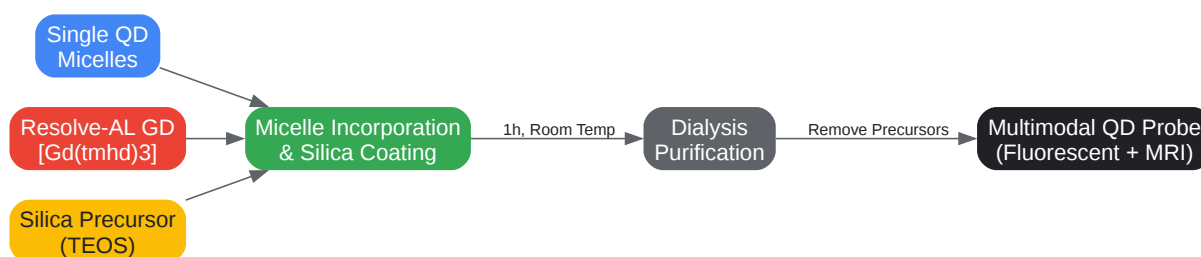 Single QD
Micelles
Resolve-AL GD
[Gd(tmhd)3]
Silica Precursor
(TEOS)
Micelle Incorporation
& Silica Coating
1h, Room Temp
Dialysis
Purification
Remove Precursors
Multimodal QD Probe
(Fluorescent + MRI)